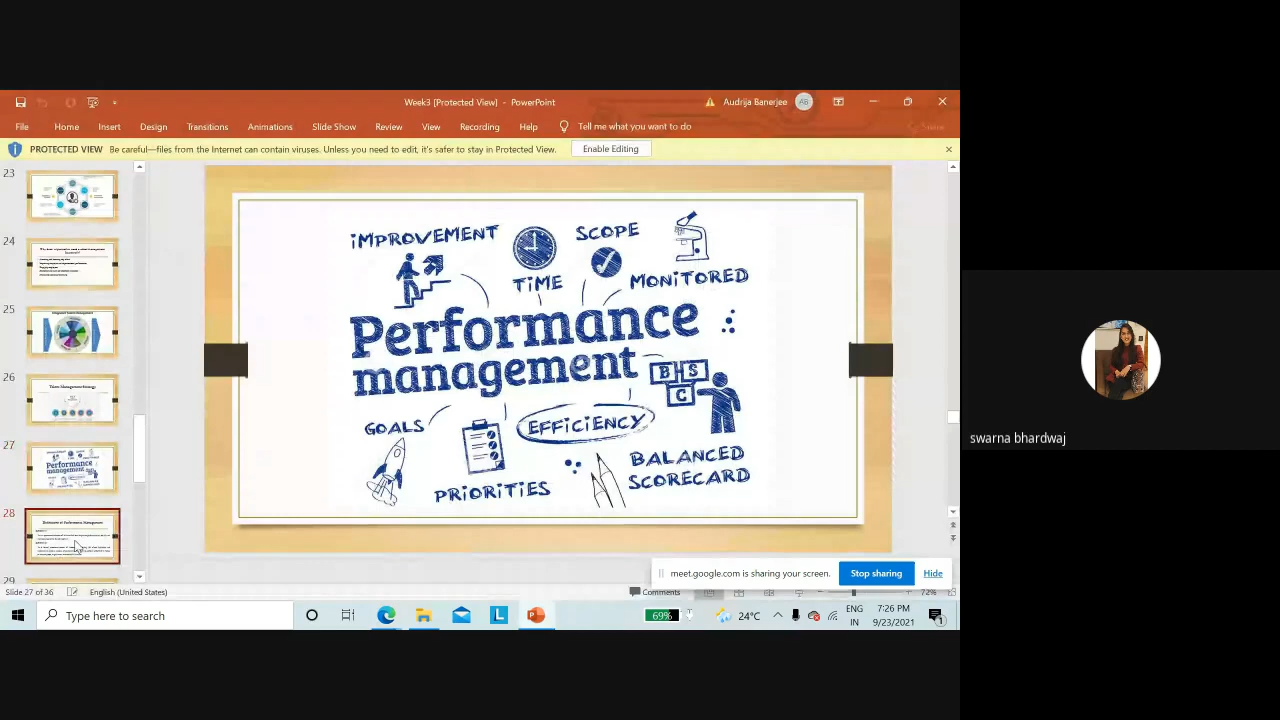 Week3 [Protected View] - PowerPoint
Audrija Banerjee
AB
File Home Insert Design Transitions Animations Slide Show Review View Recording Help Tell me what you want to do
PROTECTED VIEW Be careful—files from the Internet can contain viruses. Unless you need to edit, it's safer to stay in Protected View. Enable Editing
23
24
25
26
Talent Management Strategy
27
28
29
IMPROVEMENT
TIME
SCOPE
MONITORED
Performance
management
B S
C
GOALS
EFFICIENCY
PRIORITIES
BALANCED
SCORECARD
swarna bhardwaj
meet.google.com is sharing your screen. Stop sharing Hide
Slide 27 of 36 English (United States) Comments 72%
Type here to search
69%
24°C
ENG
IN
7:26 PM
9/23/2021
1